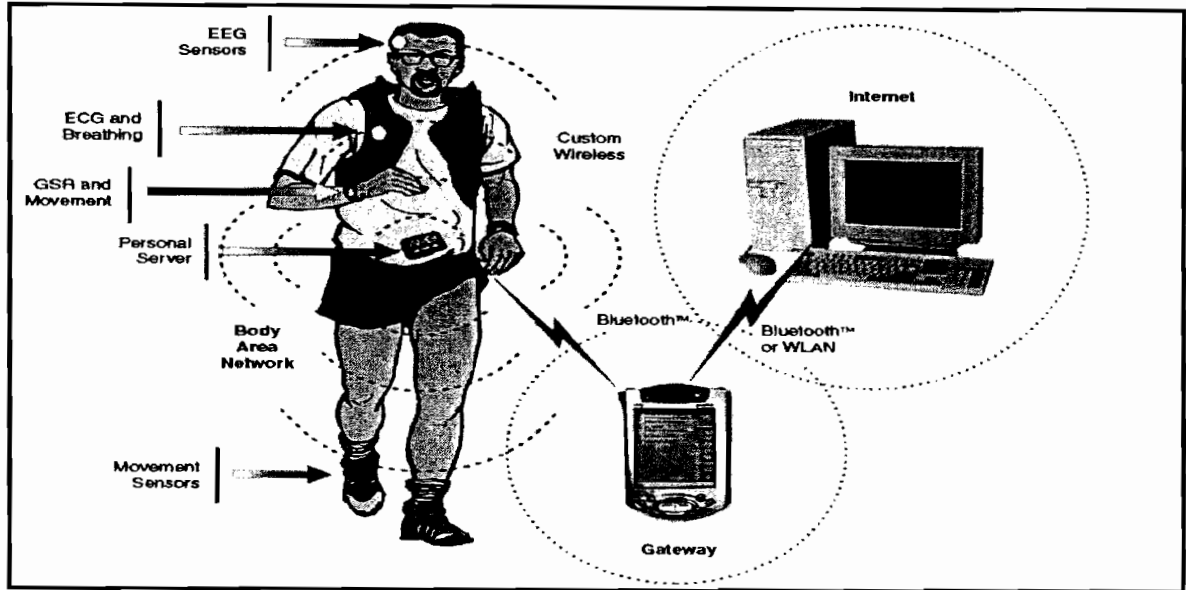 EEG
Sensors
ECG and
Breathing
GSR and
Movement
Personal
Server
Body
Area
Network
Movement
Sensors
Custom
Wireless
Internet
Bluetooth™
Bluetooth™
or WLAN
Gateway